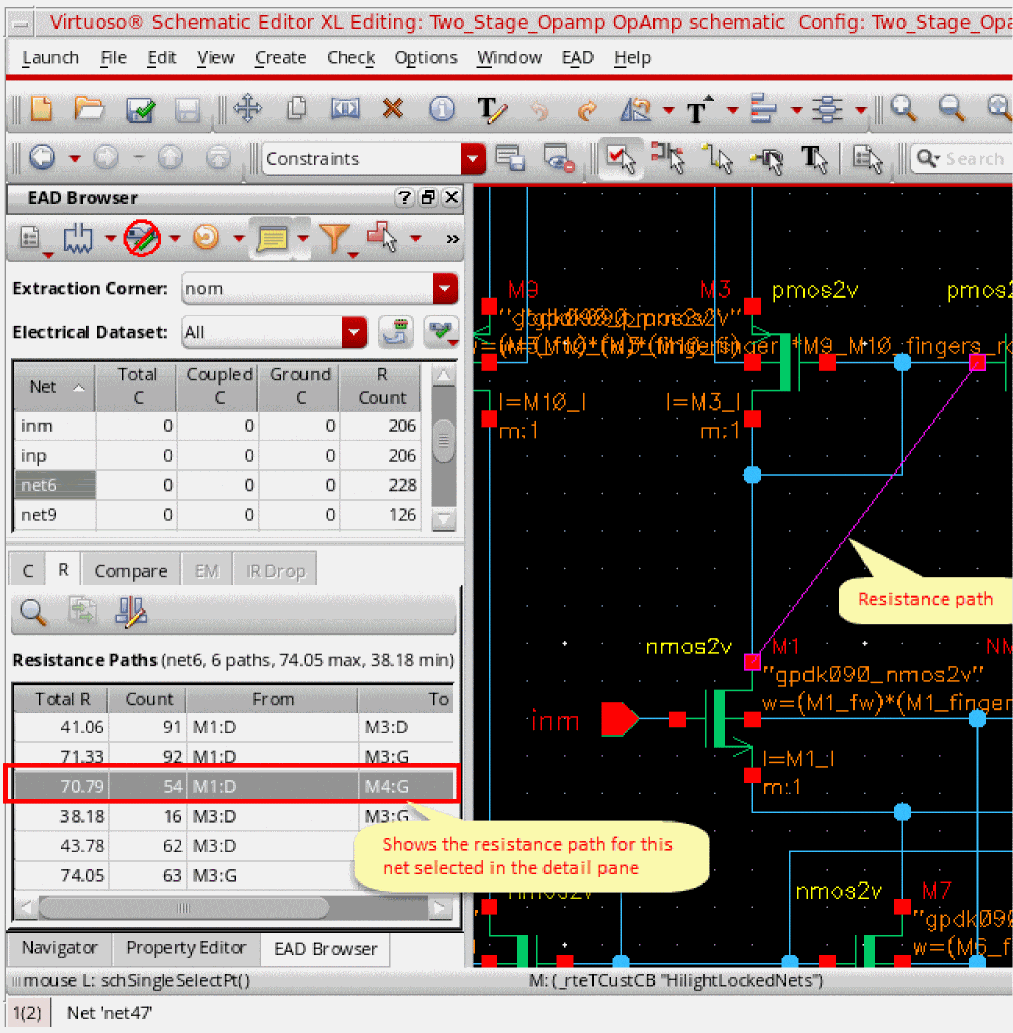 Virtuoso® Schematic Editor XL Editing: Two_Stage_Opamp OpAmp schematic Config: Two_Stage_Opa
Launch File Edit View Create Check Options Window EAD Help
Constraints
Search
EAD Browser
Extraction Corner: nom
Electrical Dataset: All
Net Total C Coupled C Ground C R Count
inm 0 0 0 206
inp 0 0 0 206
net6 0 0 0 228
net9 0 0 0 126
C R Compare EM IR Drop
Resistance Paths (net6, 6 paths, 74.05 max, 38.18 min)
Total R Count From To
41.06 91 M1:D M3:D
71.33 92 M1:D M3:G
70.79 54 M1:D M4:G
38.18 16 M3:D M3:G
43.78 62 M3:D
74.05 63 M3:G
Shows the resistance path for this
net selected in the detail pane
Navigator Property Editor EAD Browser
mouse L: schSingleSelectPt() M: (_rteTCustCB "HilightLockedNets")
1(2) Net 'net47'
M9 M3 pmos2v pmos2
*M9_M10_fingers_r
l=M10_l l=M3_l
m:1 m:1
Resistance path
nmos2v M1 NM
"gpdk090_nmos2v"
w=(M1_fw)*(M1_finger
inm
l=M1_l
m:1
nmos2v nmos2v M7
"gpdk090
w=(M6_f